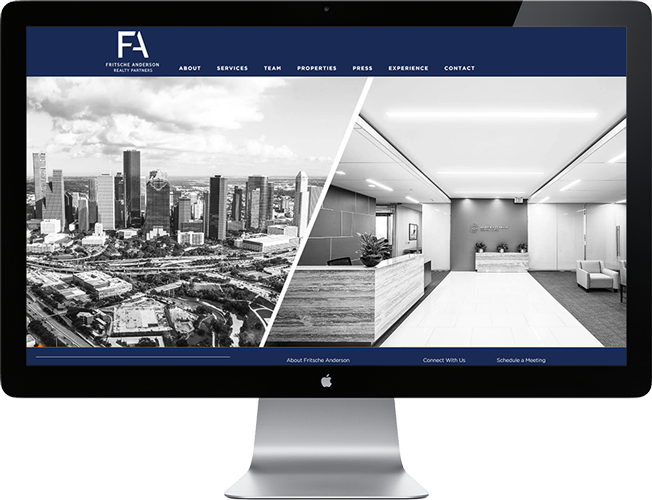 FA
FRITSCHE ANDERSON
REALTY PARTNERS
ABOUT SERVICES TEAM PROPERTIES PRESS EXPERIENCE CONTACT
About Fritsche Anderson Connect With Us Schedule a Meeting